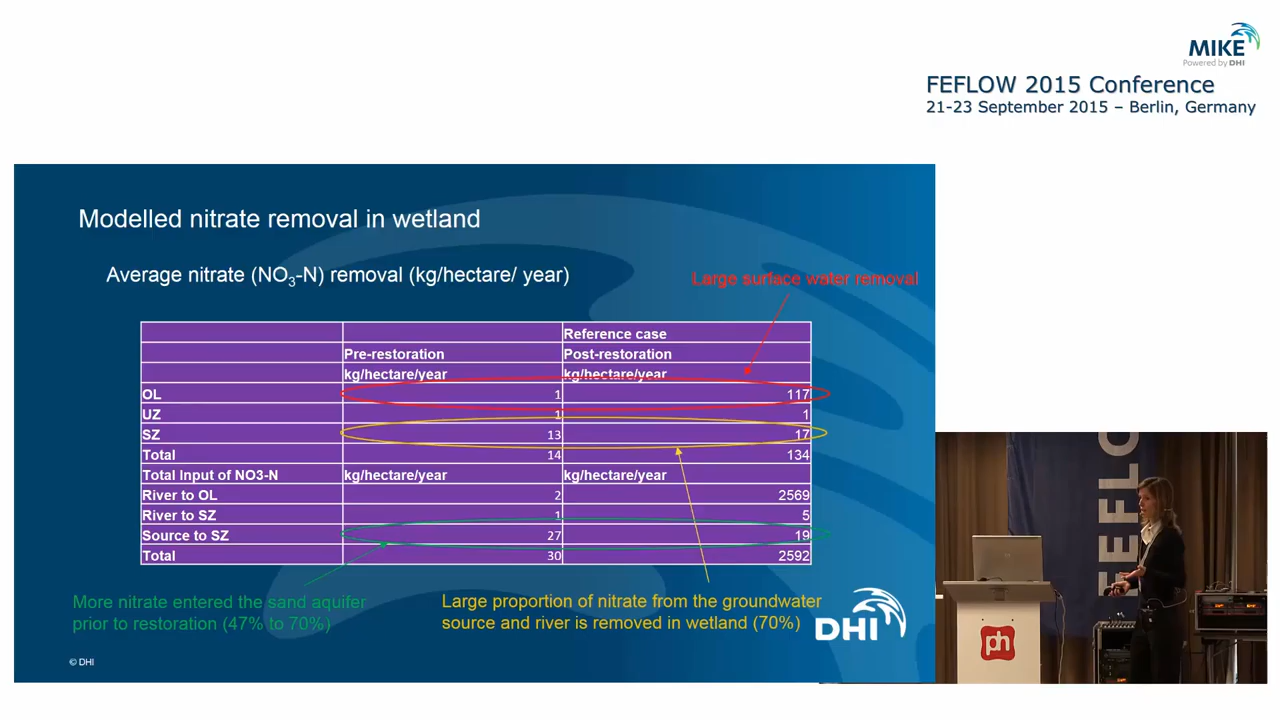 MIKE
Powered by DHI
FEFLOW 2015 Conference
21-23 September 2015 – Berlin, Germany
Modelled nitrate removal in wetland
Average nitrate (NO3-N) removal (kg/hectare/ year)
Large surface water removal
Reference case
Pre-restoration Post-restoration
kg/hectare/year kg/hectare/year
OL 1 117
UZ 1 1
SZ 13 17
Total 14 134
Total Input of NO3-N kg/hectare/year kg/hectare/year
River to OL 2 2569
River to SZ 1 5
Source to SZ 27 19
Total 30 2592
More nitrate entered the sand aquifer
prior to restoration (47% to 70%)
Large proportion of nitrate from the groundwater
source and river is removed in wetland (70%)
DHI
© DHI
FEFLO
ph